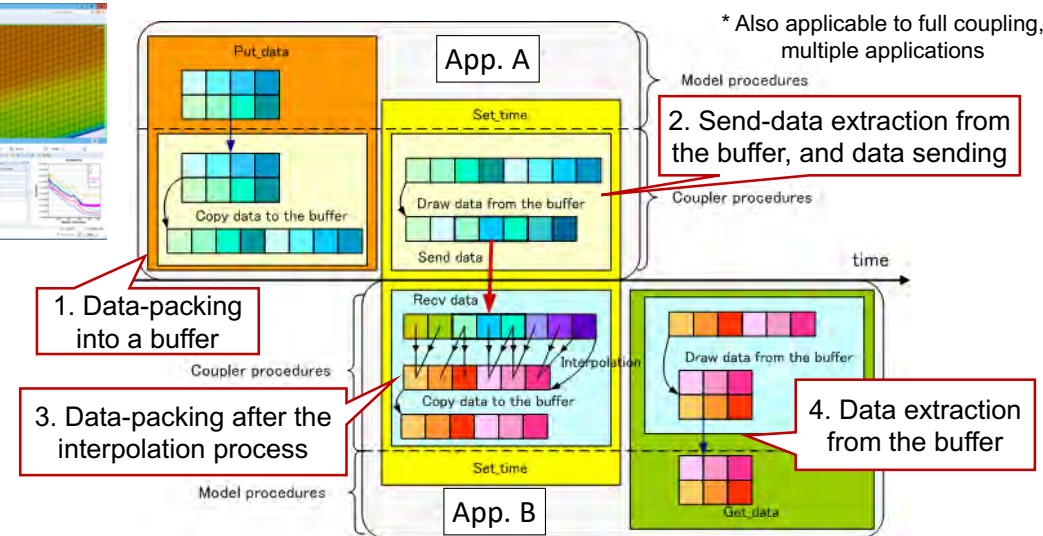 * Also applicable to full coupling,
multiple applications
Put_data
App. A
Model procedures
Set_time
2. Send-data extraction from
the buffer, and data sending
Copy data to the buffer
Draw data from the buffer
Coupler procedures
Send data
time
1. Data-packing
into a buffer
Recv data
Interpolation
Draw data from the buffer
Coupler procedures
Copy data to the buffer
3. Data-packing after the
interpolation process
4. Data extraction
from the buffer
Set_time
Model procedures
App. B
Get_data